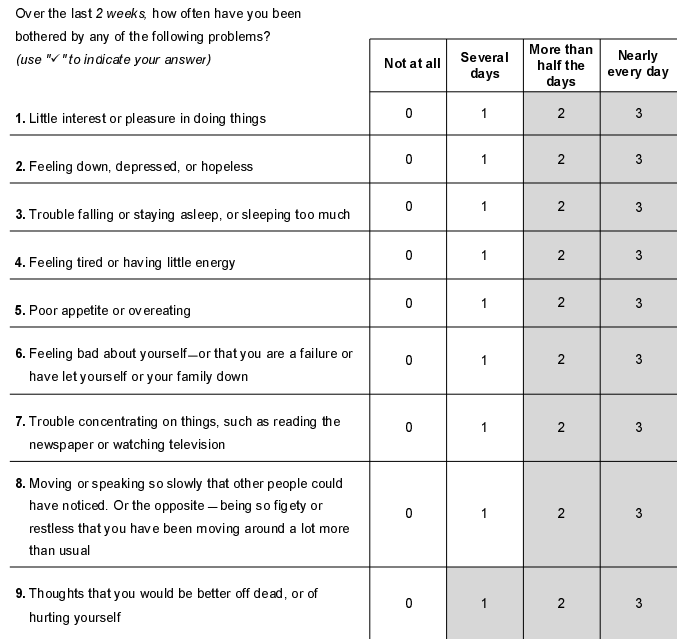 Over the last 2 weeks, how often have you been
bothered by any of the following problems?
(use "✓" to indicate your answer)
Not at all
Several
days
More than
half the
days
Nearly
every day
1. Little interest or pleasure in doing things
0 1 2 3
2. Feeling down, depressed, or hopeless
0 1 2 3
3. Trouble falling or staying asleep, or sleeping too much
0 1 2 3
4. Feeling tired or having little energy
0 1 2 3
5. Poor appetite or overeating
0 1 2 3
6. Feeling bad about yourself—or that you are a failure or
have let yourself or your family down
0 1 2 3
7. Trouble concentrating on things, such as reading the
newspaper or watching television
0 1 2 3
8. Moving or speaking so slowly that other people could
have noticed. Or the opposite—being so figety or
restless that you have been moving around a lot more
than usual
0 1 2 3
9. Thoughts that you would be better off dead, or of
hurting yourself
0 1 2 3